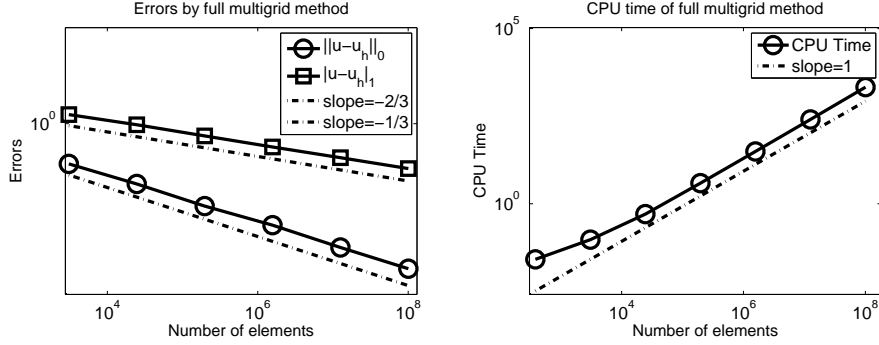 Errors by full multigrid method
||u−u_h||_0
|u−u_h|_1
slope=−2/3
slope=−1/3
10^0
Errors
10^4
10^6
10^8
Number of elements
CPU time of full multigrid method
CPU Time
slope=1
10^5
10^0
CPU Time
10^4
10^6
10^8
Number of elements